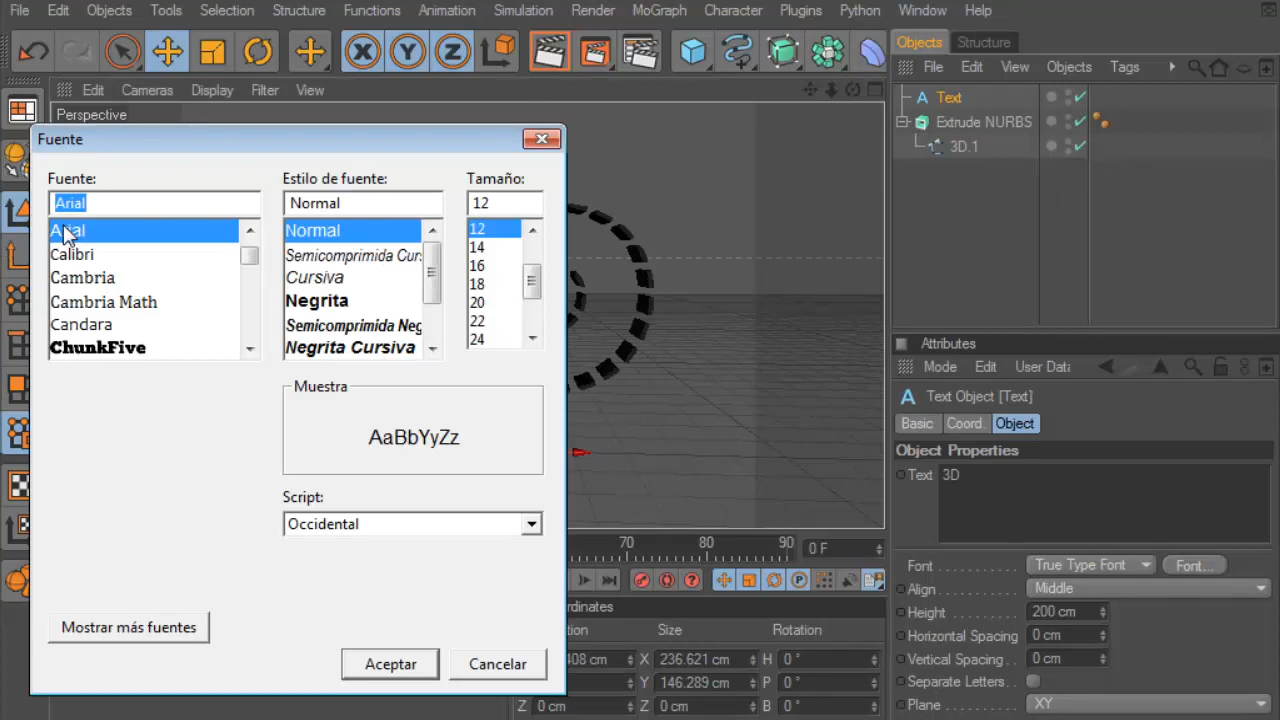 File Edit Objects Tools Selection Structure Functions Animation Simulation Render MoGraph Character Plugins Python Window Help
X Y Z
Objects Structure
File Edit View Objects Tags
Edit Cameras Display Filter View
Perspective
Text
Extrude NURBS
3D.1
Fuente
Fuente:
Arial
Arial
Calibri
Cambria
Cambria Math
Candara
ChunkFive
Estilo de fuente:
Normal
Normal
Semicomprimida Cur
Cursiva
Negrita
Semicomprimida Neg
Negrita Cursiva
Tamaño:
12
12
14
16
18
20
22
24
Muestra
AaBbYyZz
Script:
Occidental
Mostrar más fuentes
Aceptar Cancelar
70 80 90 0 F
Size Rotation
408 cm X 236.621 cm H 0 °
Y 146.289 cm P 0 °
Z 0 cm Z 0 cm B 0 °
Attributes
Mode Edit User Data
Text Object [Text]
Basic Coord. Object
Object Properties
Text 3D
Font True Type Font Font...
Align Middle
Height 200 cm
Horizontal Spacing 0 cm
Vertical Spacing 0 cm
Separate Letters
Plane XY